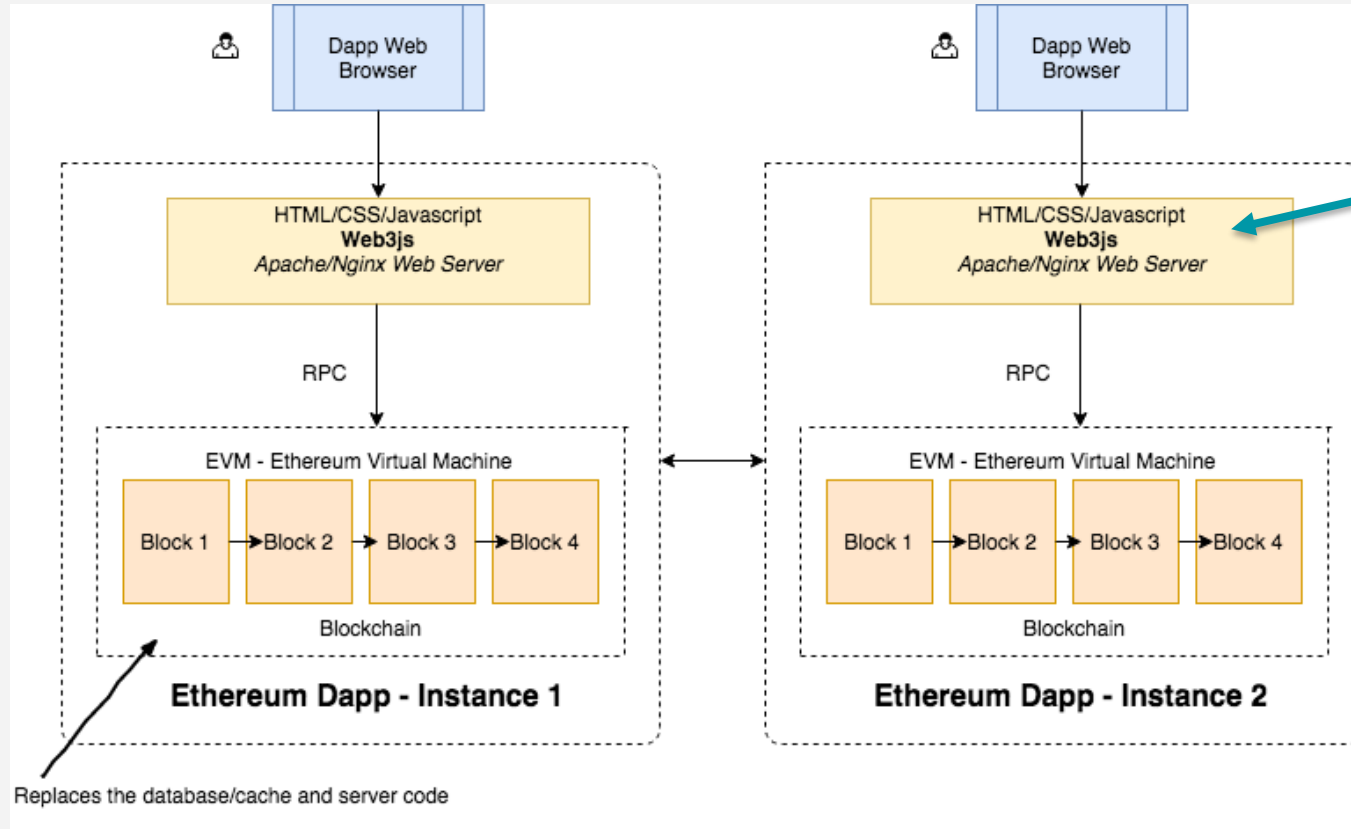 Dapp Web
Browser
HTML/CSS/Javascript
Web3js
Apache/Nginx Web Server
RPC
EVM - Ethereum Virtual Machine
Block 1
Block 2
Block 3
Block 4
Blockchain
Ethereum Dapp - Instance 1
Replaces the database/cache and server code
Dapp Web
Browser
HTML/CSS/Javascript
Web3js
Apache/Nginx Web Server
RPC
EVM - Ethereum Virtual Machine
Block 1
Block 2
Block 3
Block 4
Blockchain
Ethereum Dapp - Instance 2